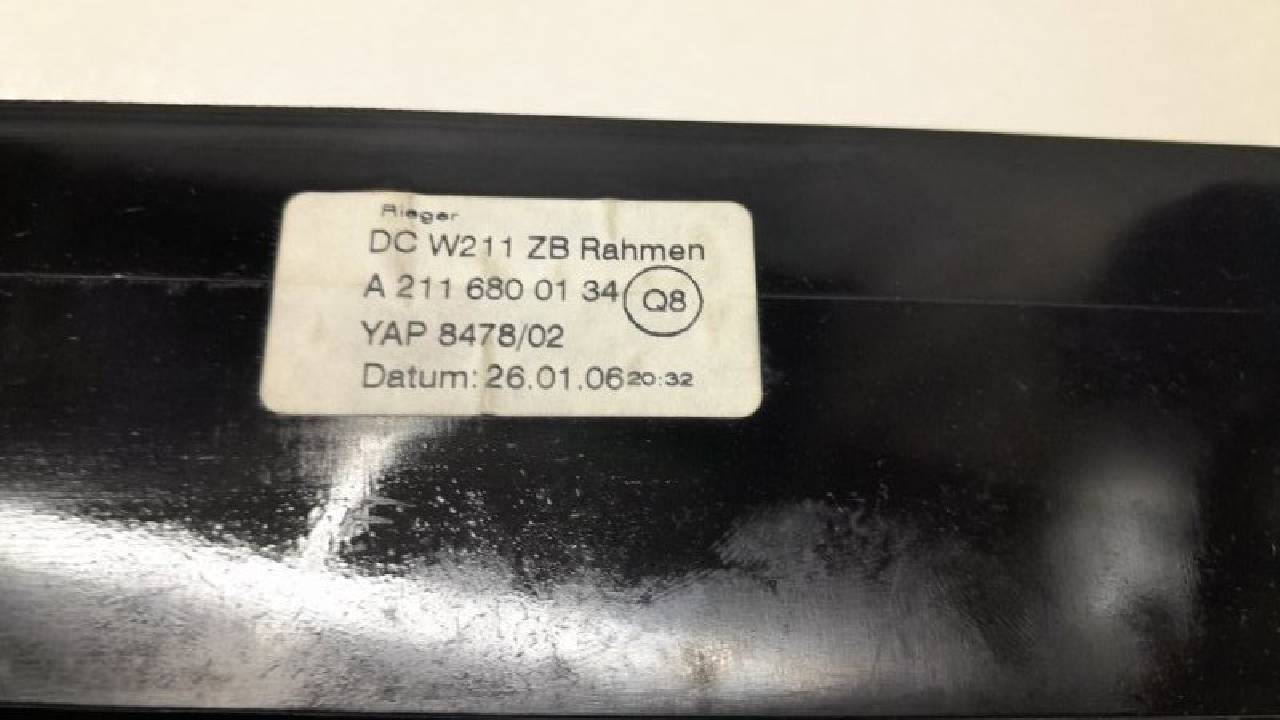 Rieger
DC W211 ZB Rahmen
A 211 680 01 34 Q8
YAP 8478/02
Datum: 26.01.06 20:32